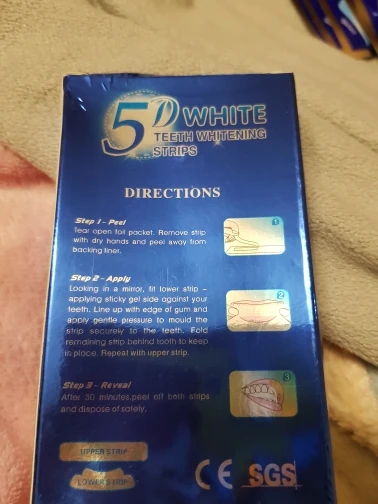 5D WHITE
TEETH WHITENING
STRIPS
DIRECTIONS
Step 1 - Peel
Tear open foil packet. Remove strip
with dry hands and peel away from
backing liner.
1
Step 2 - Apply
Looking in a mirror, fit lower strip –
applying sticky gel side against your
teeth. Line up with edge of gum and
apply gentle pressure to mould the
strip securely to the teeth. Fold
remaining strip behind tooth to keep
in place. Repeat with upper strip.
2
Step 3 - Reveal
After 30 minutes,peel off both strips
and dispose of safely.
3
UPPER STRIP
LOWER STRIP
CE SGS